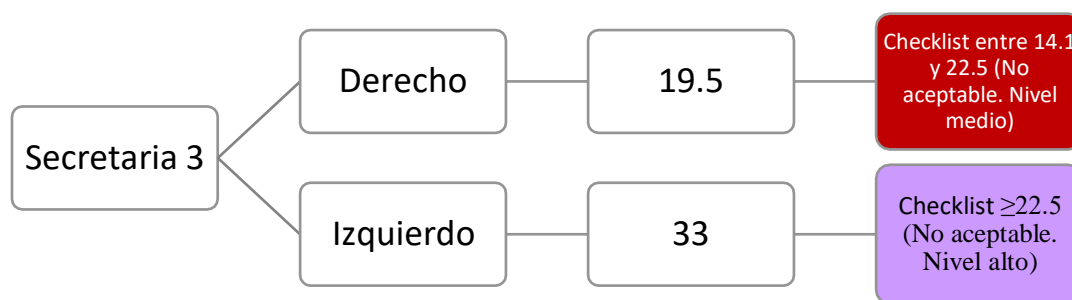 Secretaria 3
Derecho
19.5
Checklist entre 14.1
y 22.5 (No
aceptable. Nivel
medio)
Izquierdo
33
Checklist ≥22.5
(No aceptable.
Nivel alto)